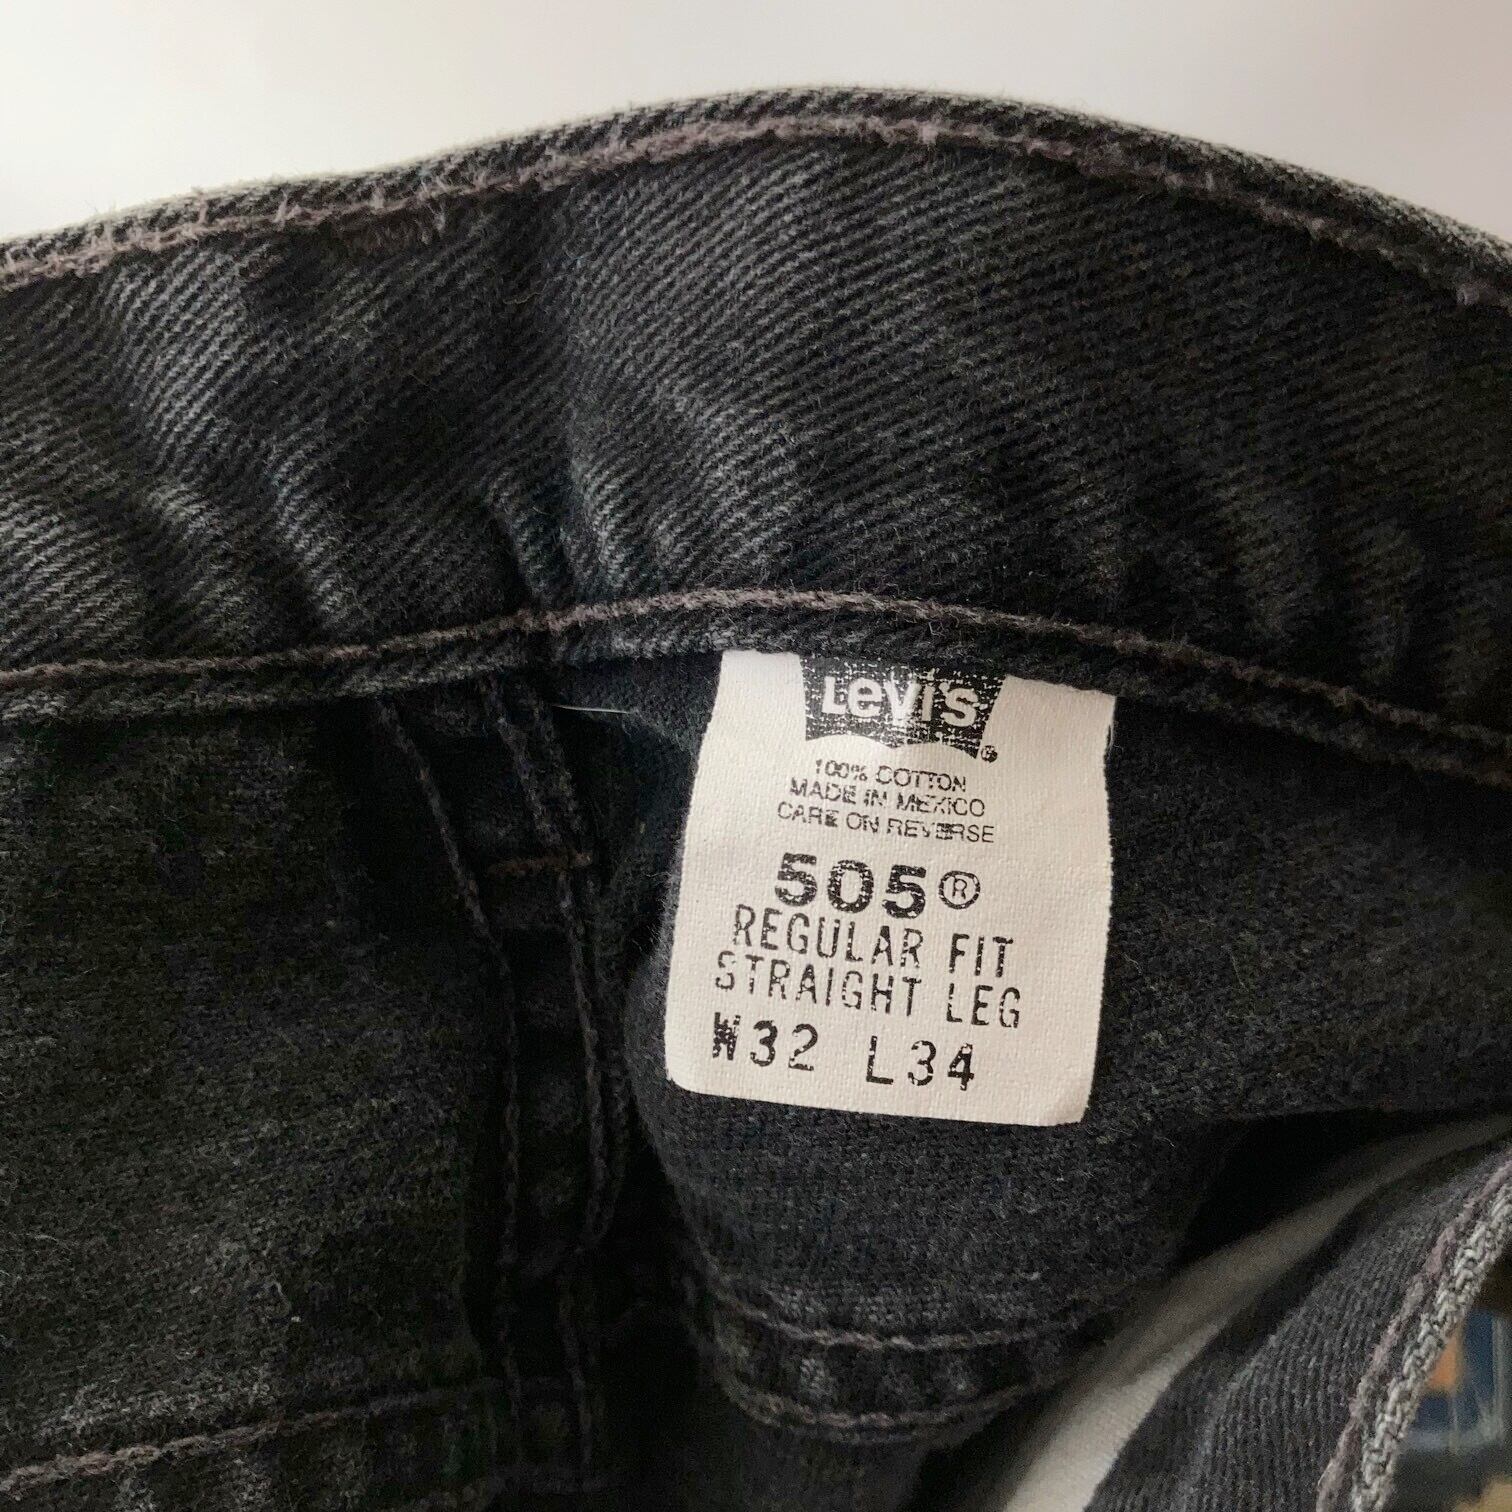 Levi's
®
100% COTTON
MADE IN MEXICO
CARE ON REVERSE
505®
REGULAR FIT
STRAIGHT LEG
W32 L34